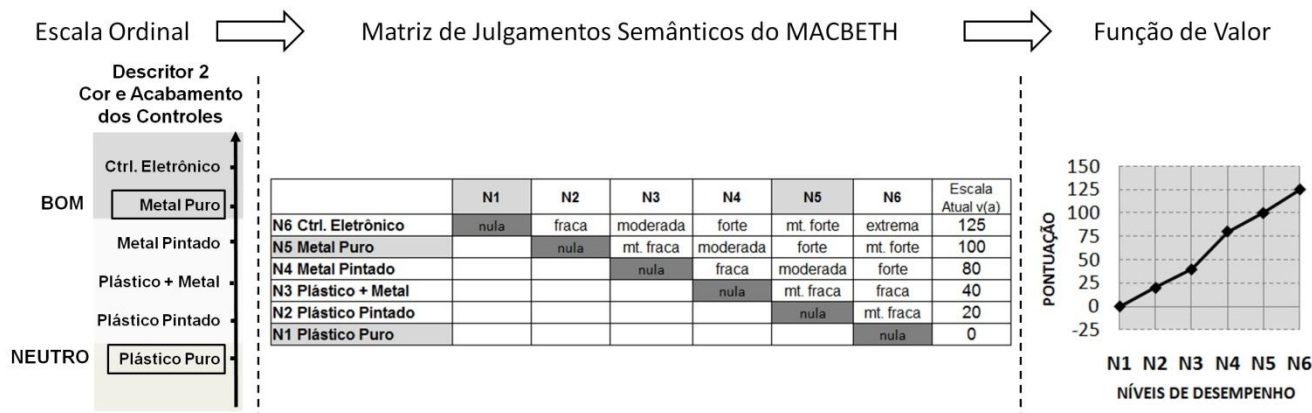 Escala Ordinal
Matriz de Julgamentos Semânticos do MACBETH
Função de Valor
Descritor 2
Cor e Acabamento
dos Controles
Ctrl. Eletrônico
BOM Metal Puro
Metal Pintado
Plástico + Metal
Plástico Pintado
NEUTRO Plástico Puro
N1 N2 N3 N4 N5 N6 Escala
Atual v(a)
N6 Ctrl. Eletrônico nula fraca moderada forte mt. forte extrema 125
N5 Metal Puro nula mt. fraca moderada forte mt. forte 100
N4 Metal Pintado nula fraca moderada forte 80
N3 Plástico + Metal nula mt. fraca fraca 40
N2 Plástico Pintado nula mt. fraca 20
N1 Plástico Puro nula 0
PONTUAÇÃO
150
125
100
75
50
25
0
-25
N1 N2 N3 N4 N5 N6
NÍVEIS DE DESEMPENHO